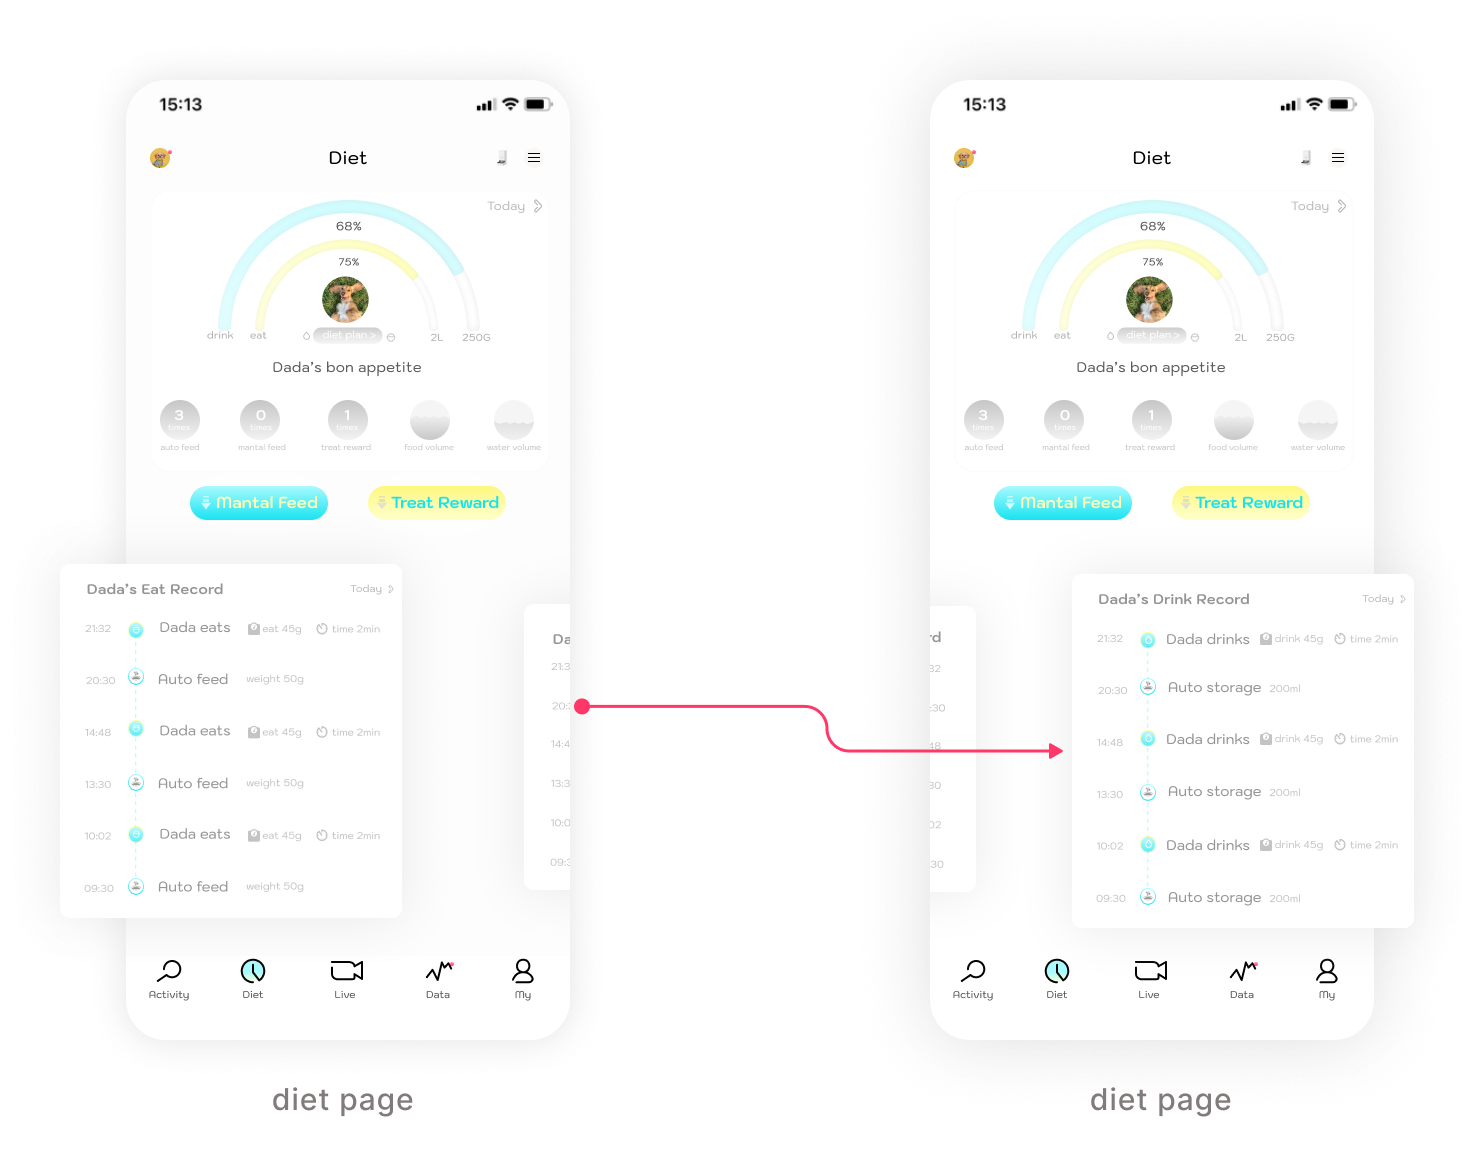 15:13
Diet
Today
68%
75%
drink eat diet plan > 2L 250G
Dada's bon appetite
3 times 0 times 1 times
auto feed mantal feed treat reward food volume water volume
Mantal Feed Treat Reward
Dada's Eat Record Today
21:32 Dada eats eat 45g time 2min
20:30 Auto feed weight 50g
14:48 Dada eats eat 45g time 2min
13:30 Auto feed weight 50g
10:02 Dada eats eat 45g time 2min
09:30 Auto feed weight 50g
Da
21:3
20:
14:4
13:3
10:0
09:3
Activity Diet Live Data My
diet page
15:13
Diet
Today
68%
75%
drink eat diet plan > 2L 250G
Dada's bon appetite
3 times 0 times 1 times
auto feed mantal feed treat reward food volume water volume
Mantal Feed Treat Reward
rd
32
:30
48
30
02
30
Dada's Drink Record Today
21:32 Dada drinks drink 45g time 2min
20:30 Auto storage 200ml
14:48 Dada drinks drink 45g time 2min
13:30 Auto storage 200ml
10:02 Dada drinks drink 45g time 2min
09:30 Auto storage 200ml
Activity Diet Live Data My
diet page